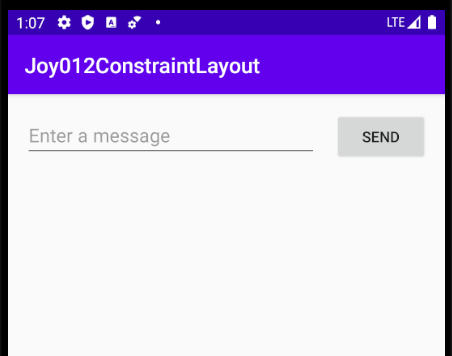 1:07 LTE
Joy012ConstraintLayout
Enter a message SEND